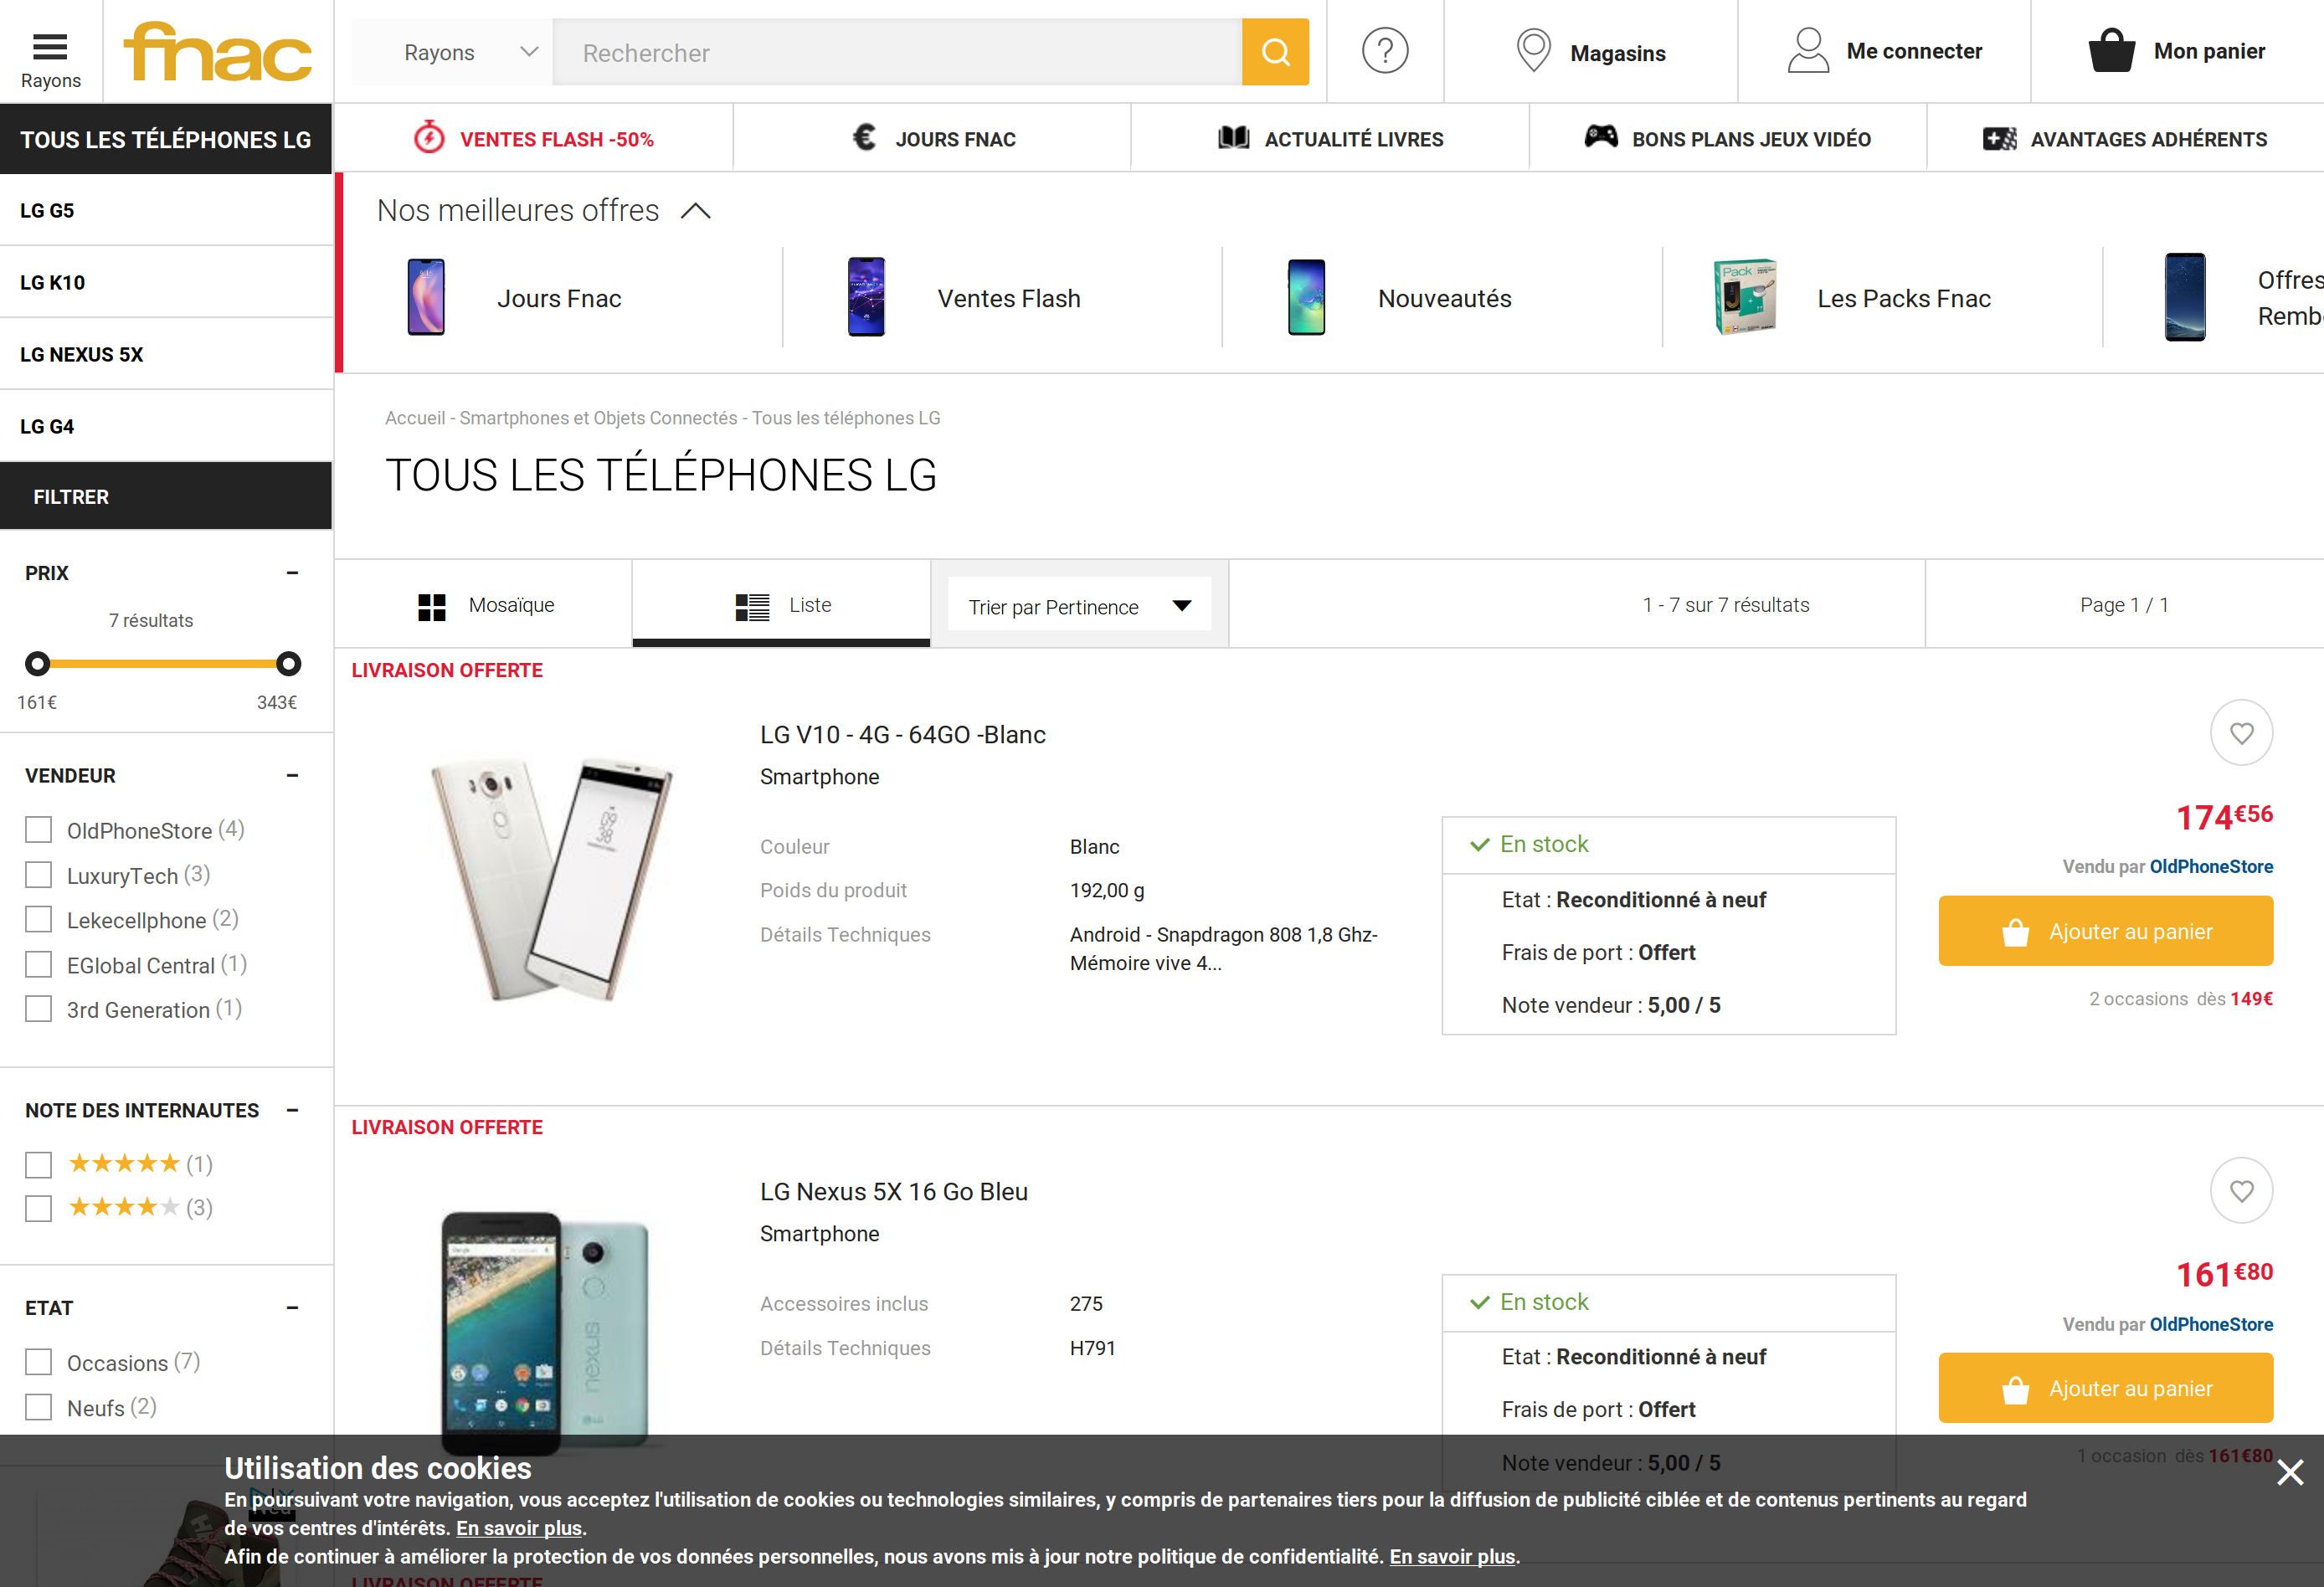 Rayons
fnac
Rayons
Rechercher
?
Magasins
Me connecter
Mon panier
TOUS LES TÉLÉPHONES LG
VENTES FLASH -50%
JOURS FNAC
ACTUALITÉ LIVRES
BONS PLANS JEUX VIDÉO
AVANTAGES ADHÉRENTS
LG G5
LG K10
LG NEXUS 5X
LG G4
FILTRER
PRIX
7 résultats
161€
343€
VENDEUR
OldPhoneStore (4)
LuxuryTech (3)
Lekecellphone (2)
EGlobal Central (1)
3rd Generation (1)
NOTE DES INTERNAUTES
(1)
(3)
ETAT
Occasions (7)
Neufs (2)
Nos meilleures offres
Jours Fnac
Ventes Flash
Nouveautés
Pack
Les Packs Fnac
Offres
Remb
Accueil - Smartphones et Objets Connectés - Tous les téléphones LG
TOUS LES TÉLÉPHONES LG
Mosaïque
Liste
Trier par Pertinence
1 - 7 sur 7 résultats
Page 1 / 1
LIVRAISON OFFERTE
LG V10 - 4G - 64GO -Blanc
Smartphone
Couleur
Blanc
Poids du produit
192,00 g
Détails Techniques
Android - Snapdragon 808 1,8 Ghz-
Mémoire vive 4...
En stock
Etat : Reconditionné à neuf
Frais de port : Offert
Note vendeur : 5,00 / 5
174€56
Vendu par OldPhoneStore
Ajouter au panier
2 occasions dès 149€
LIVRAISON OFFERTE
LG Nexus 5X 16 Go Bleu
Smartphone
Accessoires inclus
275
Détails Techniques
H791
nexus
En stock
Etat : Reconditionné à neuf
Frais de port : Offert
Note vendeur : 5,00 / 5
161€80
Vendu par OldPhoneStore
Ajouter au panier
1 occasion dès 161€80
Utilisation des cookies
En poursuivant votre navigation, vous acceptez l'utilisation de cookies ou technologies similaires, y compris de partenaires tiers pour la diffusion de publicité ciblée et de contenus pertinents au regard
de vos centres d'intérêts. En savoir plus.
Afin de continuer à améliorer la protection de vos données personnelles, nous avons mis à jour notre politique de confidentialité. En savoir plus.
LIVRAISON OFFERTE